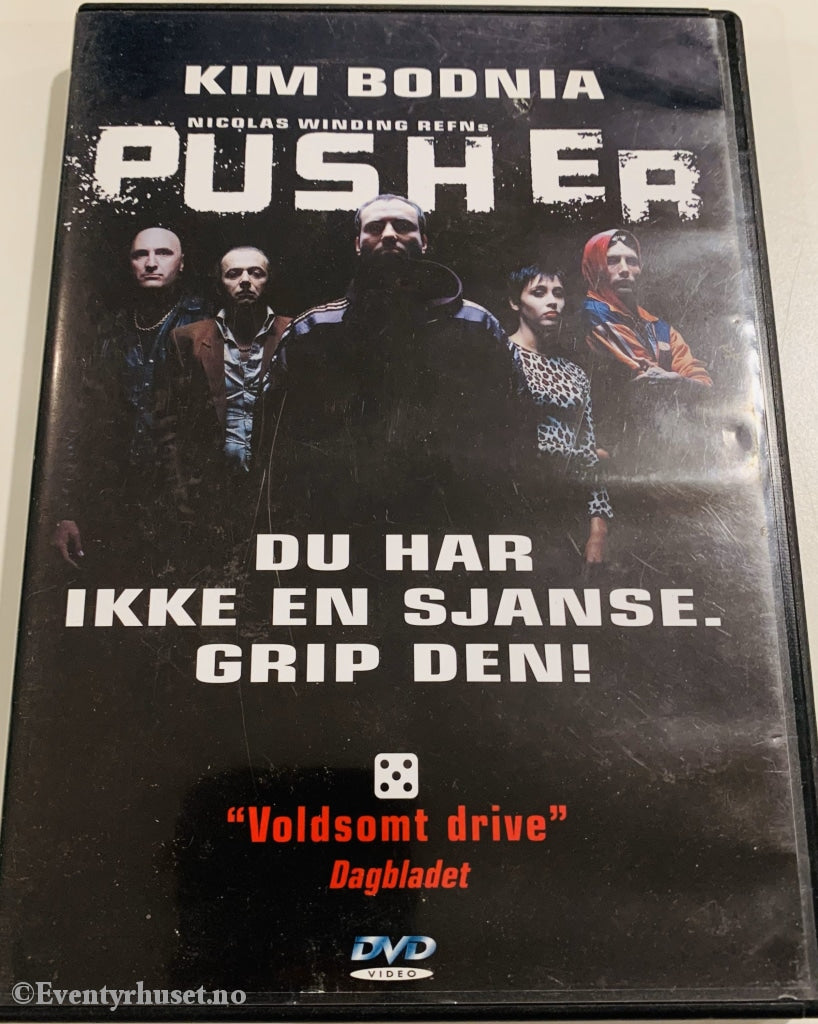 KIM BODNIA
NICOLAS WINDING REFNs
PUSHER
DU HAR
IKKE EN SJANSE.
GRIP DEN!
“Voldsomt drive”
Dagbladet
DVD
VIDEO
©Eventyrhuset.no